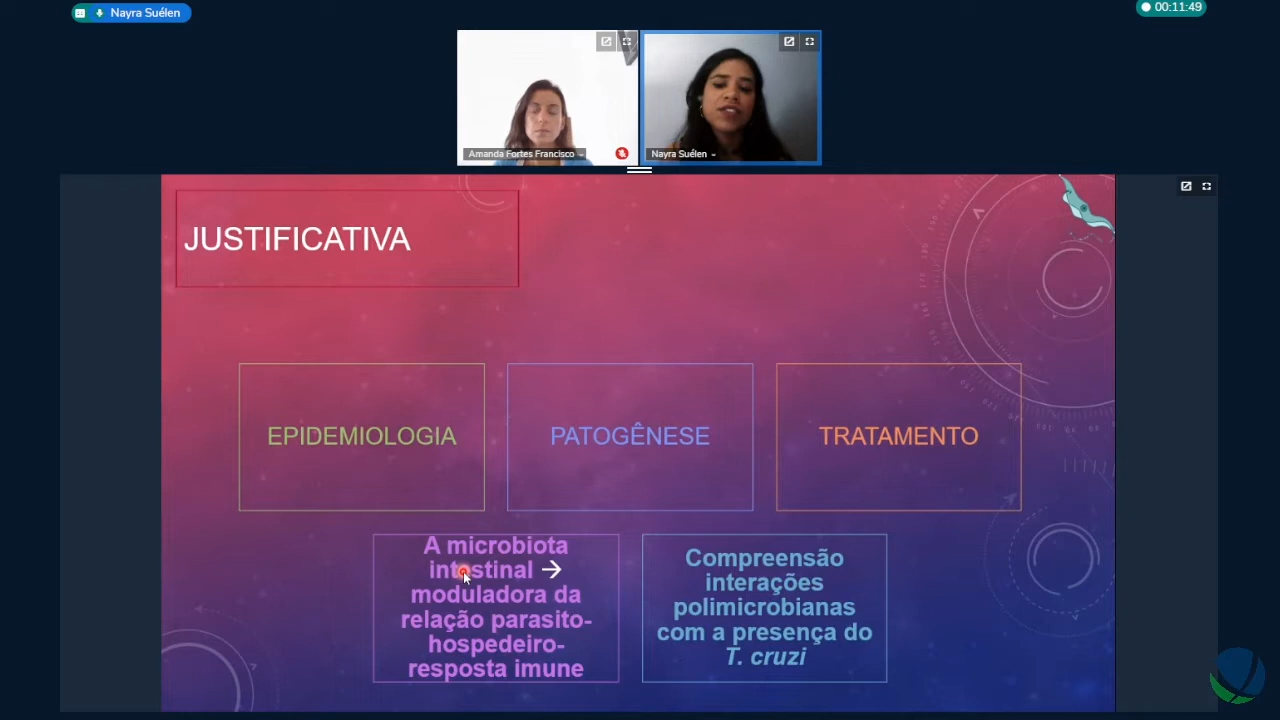 Nayra Suélen
00:11:49
Amanda Fortes Francisco
Nayra Suélen
JUSTIFICATIVA
EPIDEMIOLOGIA
PATOGÊNESE
TRATAMENTO
A microbiota
intestinal →
moduladora da
relação parasito-
hospedeiro-
resposta imune
Compreensão
interações
polimicrobianas
com a presença do
T. cruzi